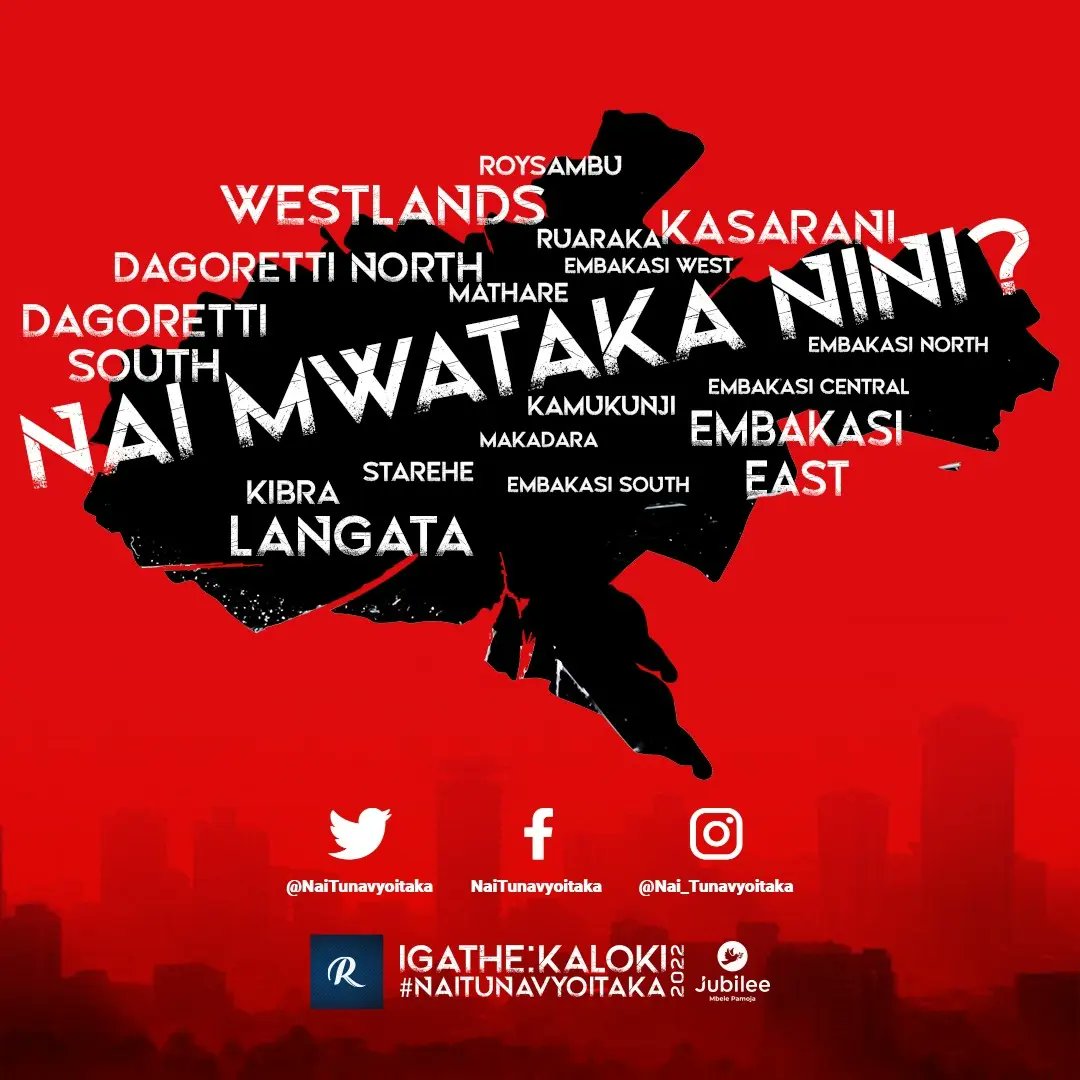 ROYSAMBU
WESTLANDS
RUARAKA
KASARANI
DAGORETTI NORTH
EMBAKASI WEST
MATHARE
DAGORETTI
SOUTH
NAI MWATAKA NINI?
EMBAKASI NORTH
EMBAKASI CENTRAL
KAMUKUNJI
EMBAKASI
EAST
MAKADARA
STAREHE
EMBAKASI SOUTH
KIBRA
LANGATA
@NaiTunavyoitaka
NaiTunavyoitaka
@Nai_Tunavyoitaka
R
IGATHE:KALOKI
#NAITUNAVYOITAKA
2022
Jubilee
Mbele Pamoja